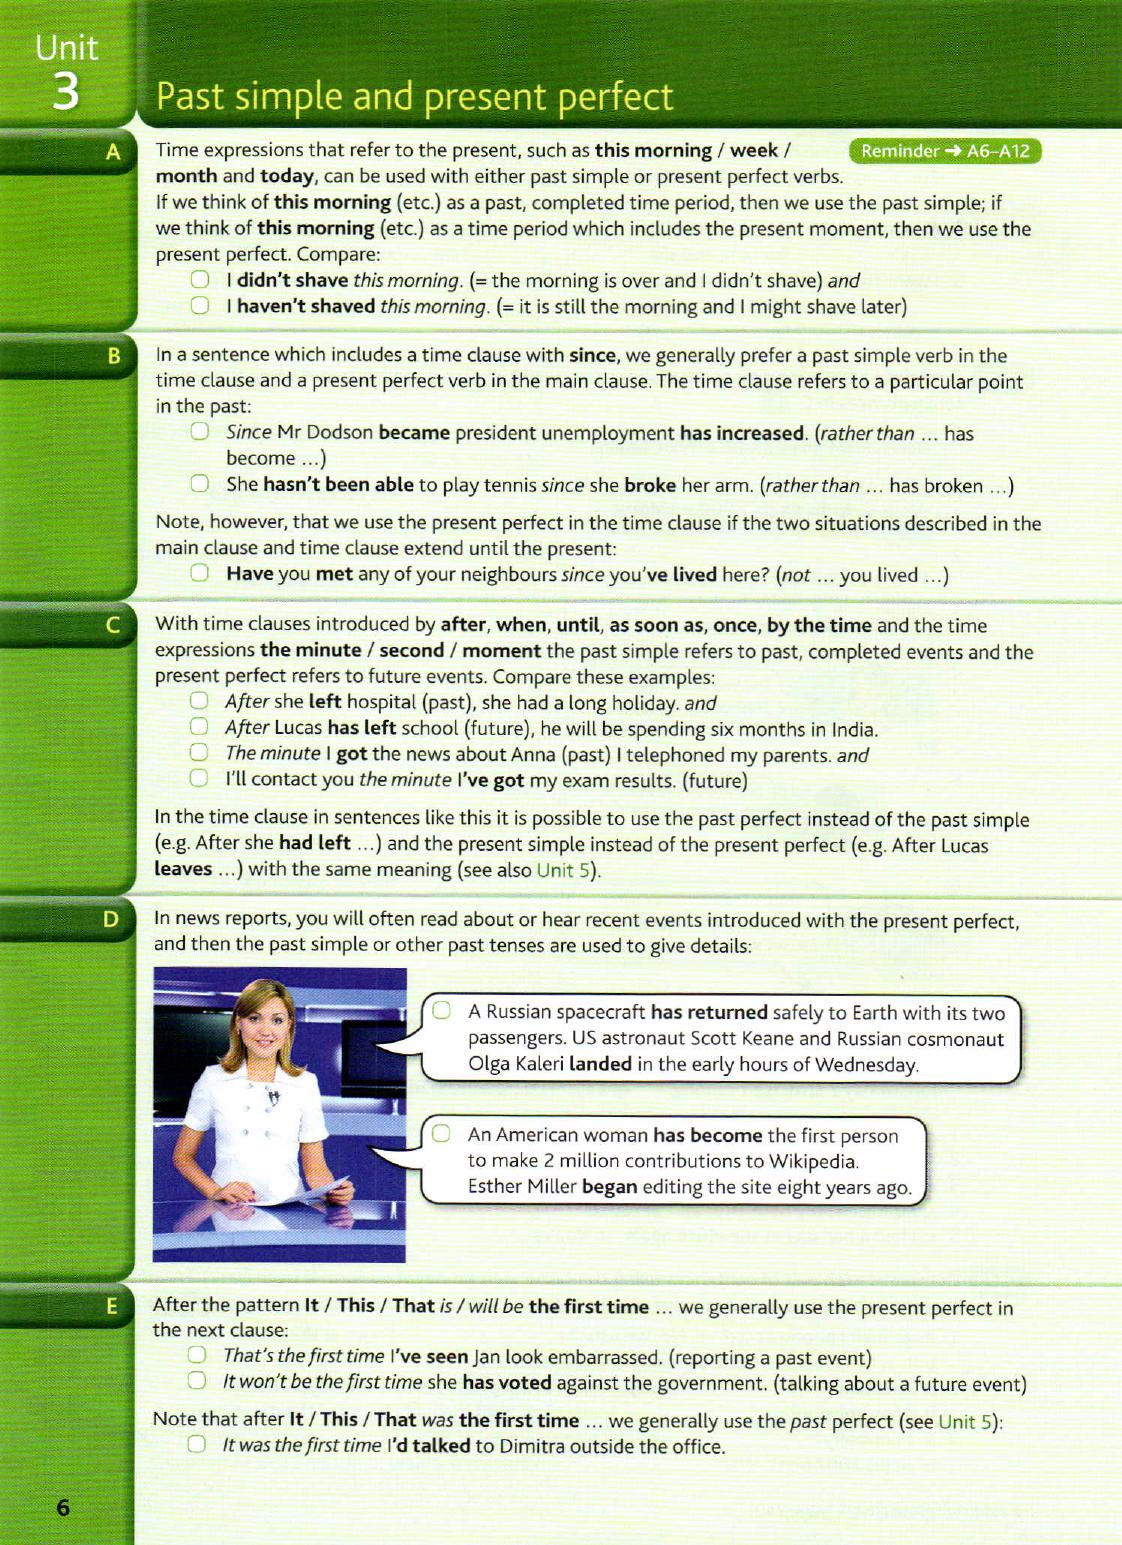 Unit
3
Past simple and present perfect
A
Time expressions that refer to the present, such as this morning / week /
Reminder → A6–A12
month and today, can be used with either past simple or present perfect verbs.
If we think of this morning (etc.) as a past, completed time period, then we use the past simple; if
we think of this morning (etc.) as a time period which includes the present moment, then we use the
present perfect. Compare:
I didn't shave this morning. (= the morning is over and I didn't shave) and
I haven't shaved this morning. (= it is still the morning and I might shave later)
B
In a sentence which includes a time clause with since, we generally prefer a past simple verb in the
time clause and a present perfect verb in the main clause. The time clause refers to a particular point
in the past:
Since Mr Dodson became president unemployment has increased. (rather than … has
become …)
She hasn't been able to play tennis since she broke her arm. (rather than … has broken …)
Note, however, that we use the present perfect in the time clause if the two situations described in the
main clause and time clause extend until the present:
Have you met any of your neighbours since you've lived here? (not … you lived …)
C
With time clauses introduced by after, when, until, as soon as, once, by the time and the time
expressions the minute / second / moment the past simple refers to past, completed events and the
present perfect refers to future events. Compare these examples:
After she left hospital (past), she had a long holiday. and
After Lucas has left school (future), he will be spending six months in India.
The minute I got the news about Anna (past) I telephoned my parents. and
I'll contact you the minute I've got my exam results. (future)
In the time clause in sentences like this it is possible to use the past perfect instead of the past simple
(e.g. After she had left …) and the present simple instead of the present perfect (e.g. After Lucas
leaves …) with the same meaning (see also Unit 5).
D
In news reports, you will often read about or hear recent events introduced with the present perfect,
and then the past simple or other past tenses are used to give details:
A Russian spacecraft has returned safely to Earth with its two
passengers. US astronaut Scott Keane and Russian cosmonaut
Olga Kaleri landed in the early hours of Wednesday.
An American woman has become the first person
to make 2 million contributions to Wikipedia.
Esther Miller began editing the site eight years ago.
E
After the pattern It / This / That is / will be the first time … we generally use the present perfect in
the next clause:
That's the first time I've seen Jan look embarrassed. (reporting a past event)
It won't be the first time she has voted against the government. (talking about a future event)
Note that after It / This / That was the first time … we generally use the past perfect (see Unit 5):
It was the first time I'd talked to Dimitra outside the office.
6